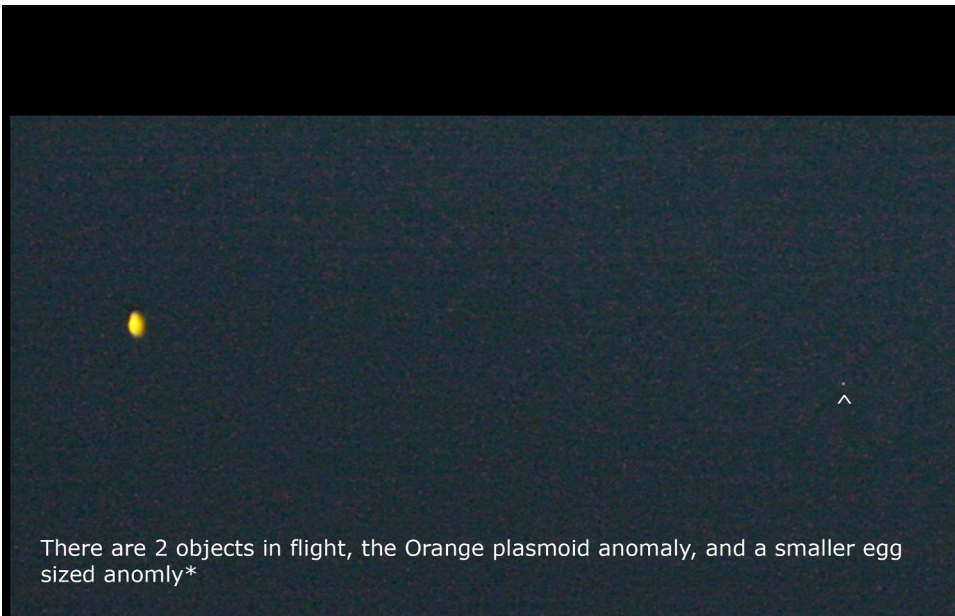 ^
There are 2 objects in flight, the Orange plasmoid anomaly, and a smaller egg
sized anomly*